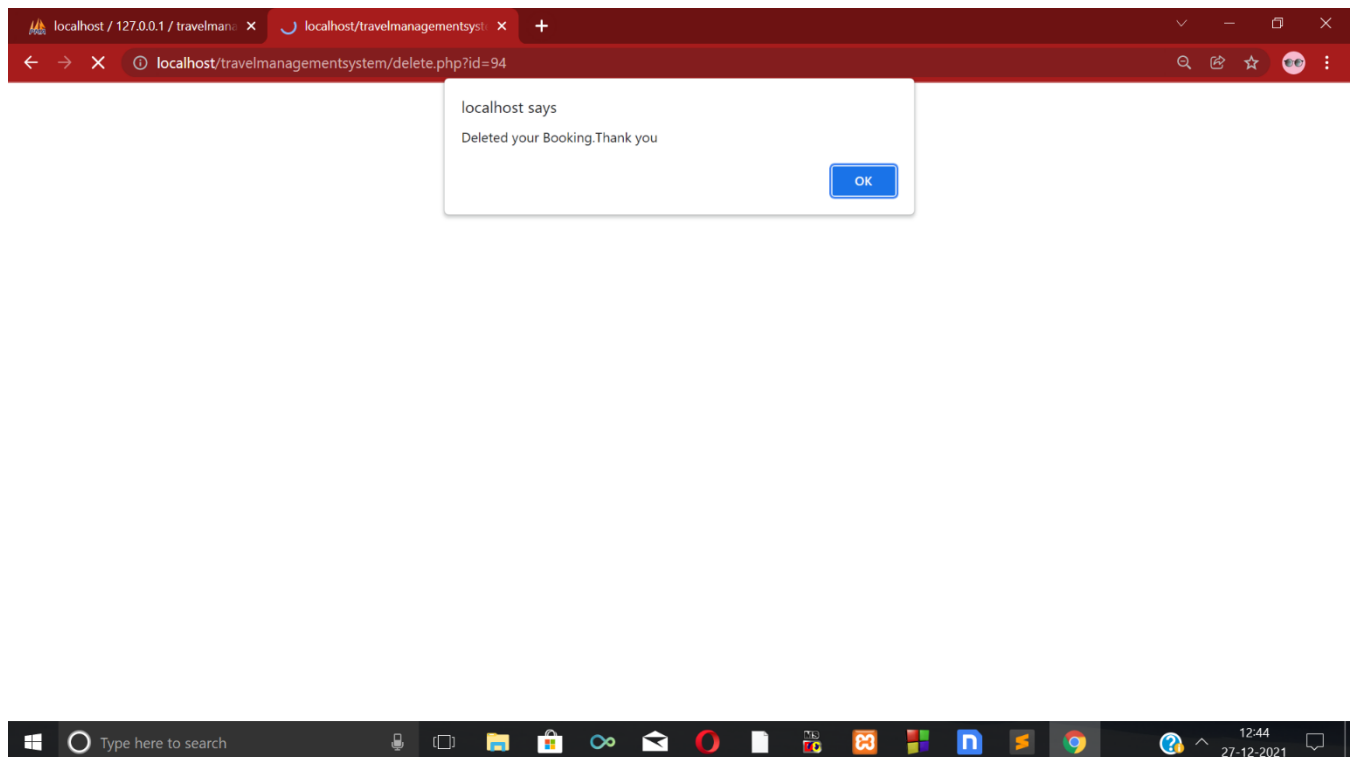 localhost / 127.0.0.1 / travelmana
localhost/travelmanagementsyst
localhost/travelmanagementsystem/delete.php?id=94
localhost says
Deleted your Booking.Thank you
OK
Type here to search
12:44
27-12-2021